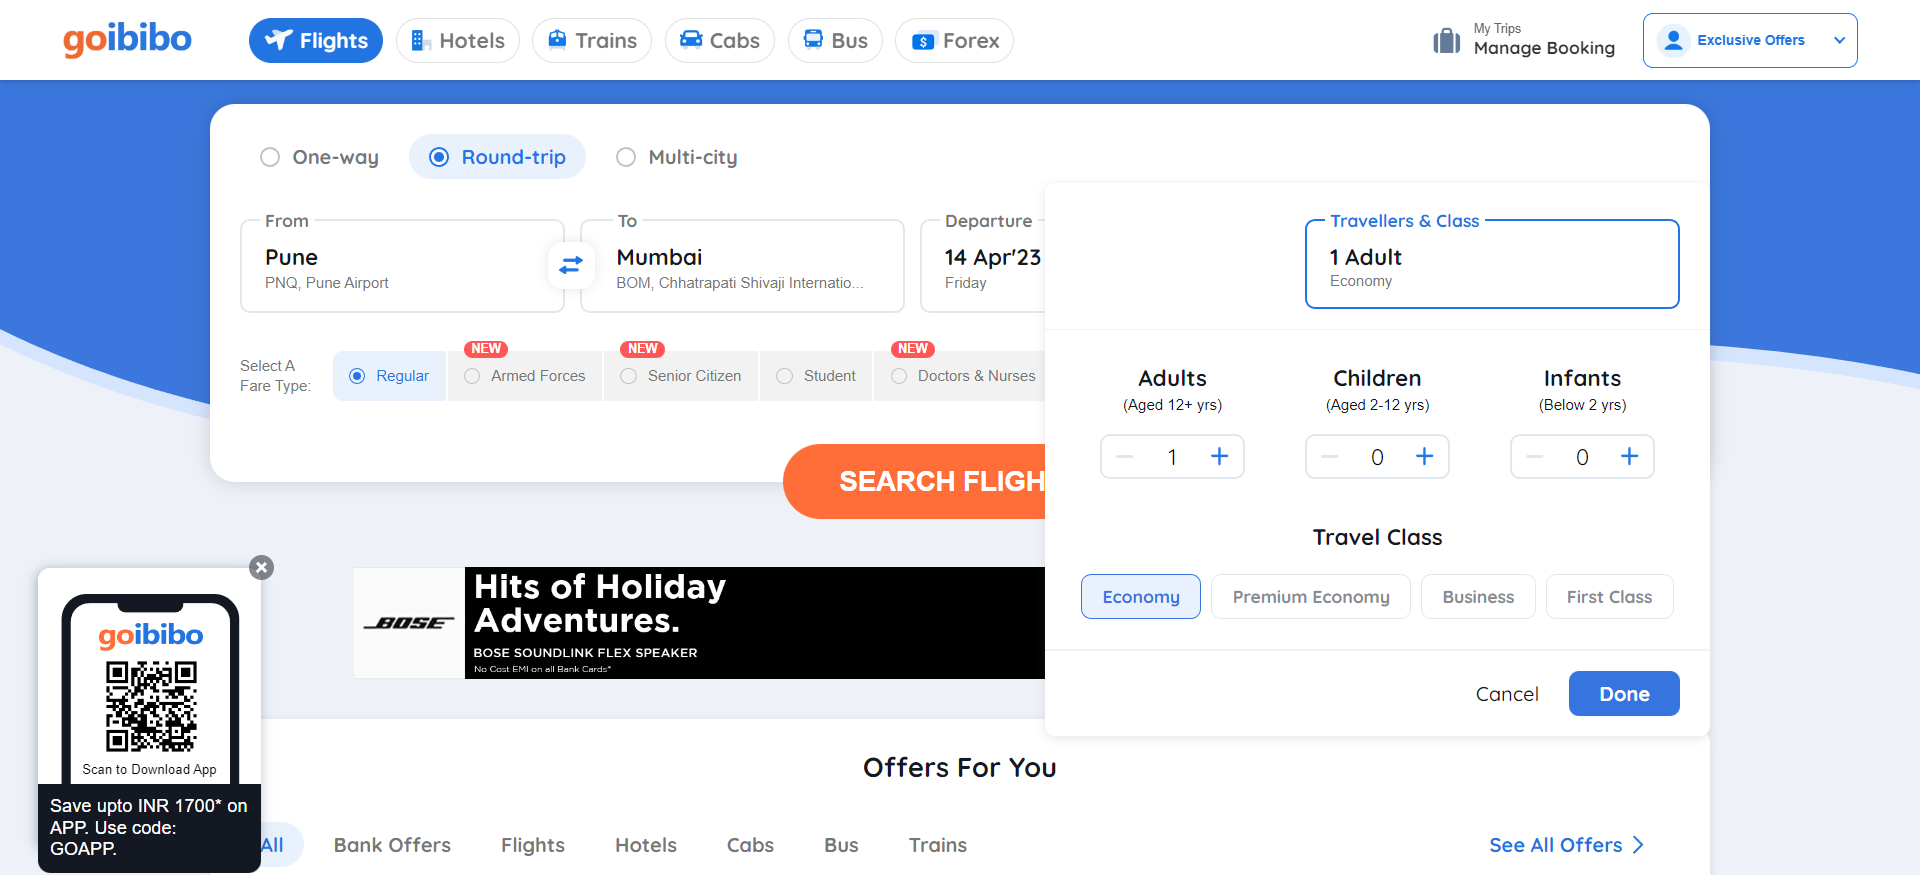 goibibo
Flights
Hotels
Trains
Cabs
Bus
Forex
My Trips
Manage Booking
Exclusive Offers
One-way
Round-trip
Multi-city
From
Pune
PNQ, Pune Airport
To
Mumbai
BOM, Chhatrapati Shivaji Internatio...
Departure
14 Apr'23
Friday
Travellers & Class
1 Adult
Economy
Select A
Fare Type:
Regular
NEW
Armed Forces
NEW
Senior Citizen
Student
NEW
Doctors & Nurses
SEARCH FLIGH
Adults
(Aged 12+ yrs)
1
Children
(Aged 2-12 yrs)
0
Infants
(Below 2 yrs)
0
Travel Class
Economy
Premium Economy
Business
First Class
Cancel
Done
BOSE
Hits of Holiday
Adventures.
BOSE SOUNDLINK FLEX SPEAKER
No Cost EMI on all Bank Cards*
goibibo
Scan to Download App
Save upto INR 1700* on
APP. Use code:
GOAPP.
Offers For You
All
Bank Offers
Flights
Hotels
Cabs
Bus
Trains
See All Offers